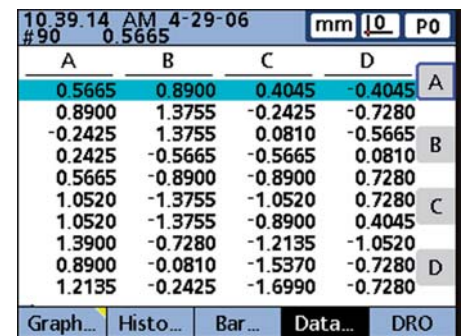 10.39.14 AM 4-29-06 mm 0 P0
#90 0.5665
A B C D
0.5665 0.8900 0.4045 -0.4045 A
0.8900 1.3755 -0.2425 -0.7280
-0.2425 1.3755 0.0810 -0.5665 B
0.2425 -0.5665 -0.5665 0.0810
0.5665 -0.8900 -0.8900 0.7280
1.0520 -1.3755 -1.0520 0.7280 C
1.0520 -1.3755 -0.8900 0.4045
1.3900 -0.7280 -1.2135 -1.0520
0.8900 -0.0810 -1.5370 -0.7280 D
1.2135 -0.2425 -1.6990 -0.7280
Graph... Histo... Bar... Data... DRO